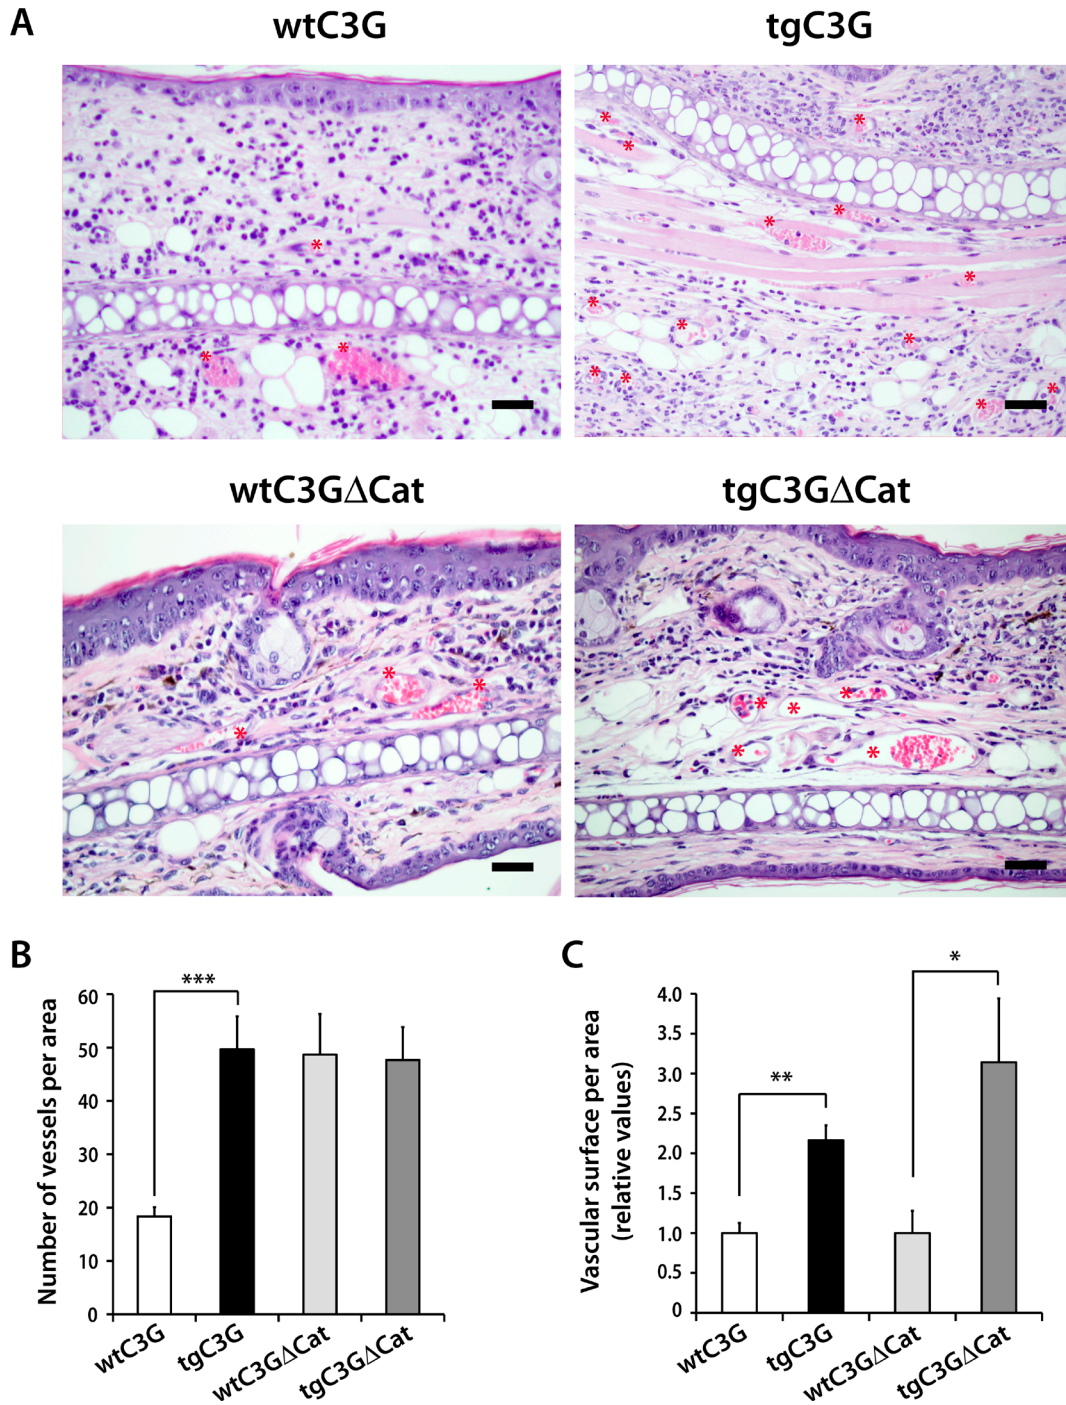 A
wtC3G
tgC3G
wtC3GΔCat
tgC3GΔCat
B
Number of vessels per area
60
50
40
30
20
10
0
***
wtC3G
tgC3G
wtC3GΔCat
tgC3GΔCat
C
Vascular surface per area
(relative values)
4.0
3.5
3.0
2.5
2.0
1.5
1.0
0.5
0
**
*
wtC3G
tgC3G
wtC3GΔCat
tgC3GΔCat